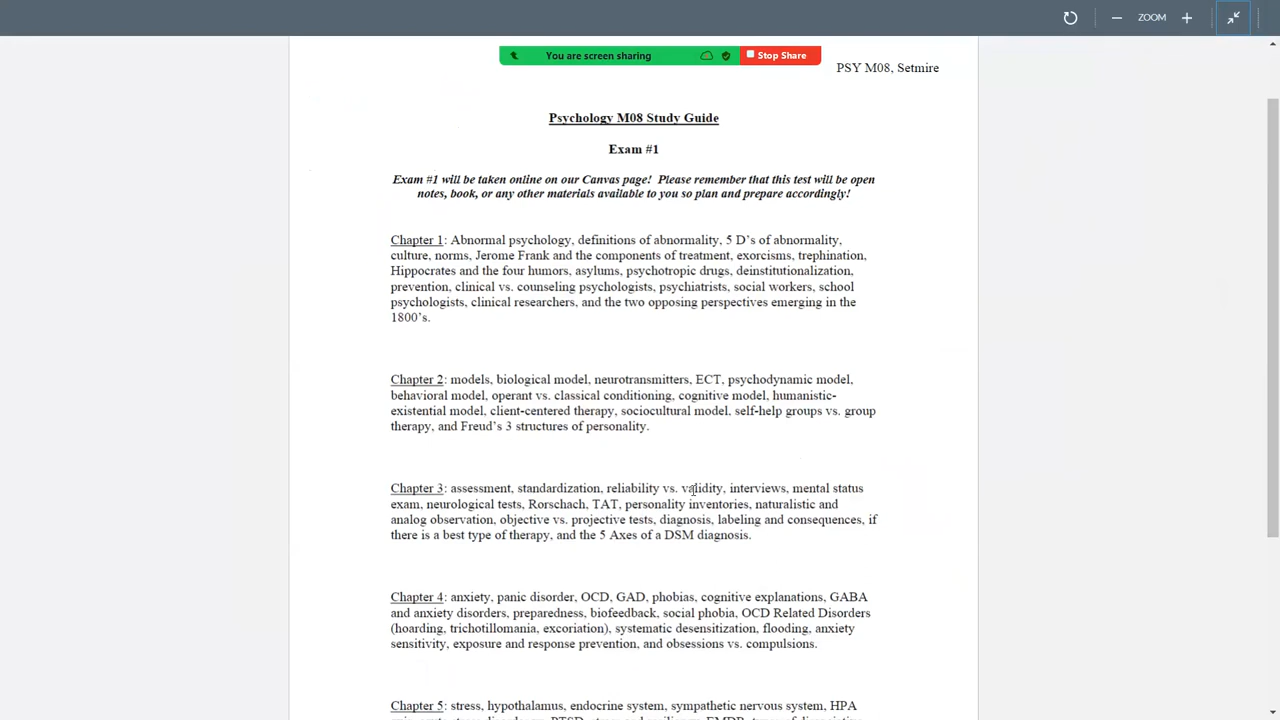 ZOOM
You are screen sharing
Stop Share
PSY M08, Setmire
Psychology M08 Study Guide
Exam #1
Exam #1 will be taken online on our Canvas page!  Please remember that this test will be open
notes, book, or any other materials available to you so plan and prepare accordingly!
Chapter 1: Abnormal psychology, definitions of abnormality, 5 D's of abnormality,
culture, norms, Jerome Frank and the components of treatment, exorcisms, trephination,
Hippocrates and the four humors, asylums, psychotropic drugs, deinstitutionalization,
prevention, clinical vs. counseling psychologists, psychiatrists, social workers, school
psychologists, clinical researchers, and the two opposing perspectives emerging in the
1800's.
Chapter 2: models, biological model, neurotransmitters, ECT, psychodynamic model,
behavioral model, operant vs. classical conditioning, cognitive model, humanistic-
existential model, client-centered therapy, sociocultural model, self-help groups vs. group
therapy, and Freud's 3 structures of personality.
Chapter 3: assessment, standardization, reliability vs. validity, interviews, mental status
exam, neurological tests, Rorschach, TAT, personality inventories, naturalistic and
analog observation, objective vs. projective tests, diagnosis, labeling and consequences, if
there is a best type of therapy, and the 5 Axes of a DSM diagnosis.
Chapter 4: anxiety, panic disorder, OCD, GAD, phobias, cognitive explanations, GABA
and anxiety disorders, preparedness, biofeedback, social phobia, OCD Related Disorders
(hoarding, trichotillomania, excoriation), systematic desensitization, flooding, anxiety
sensitivity, exposure and response prevention, and obsessions vs. compulsions.
Chapter 5: stress, hypothalamus, endocrine system, sympathetic nervous system, HPA